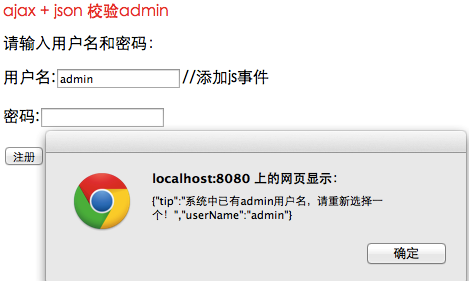 ajax + json 校验admin
请输入用户名和密码：
用户名:admin //添加js事件
密码:
注册
localhost:8080 上的网页显示：
{"tip":"系统中已有admin用户名，请重新选择一
个！","userName":"admin"}
确定